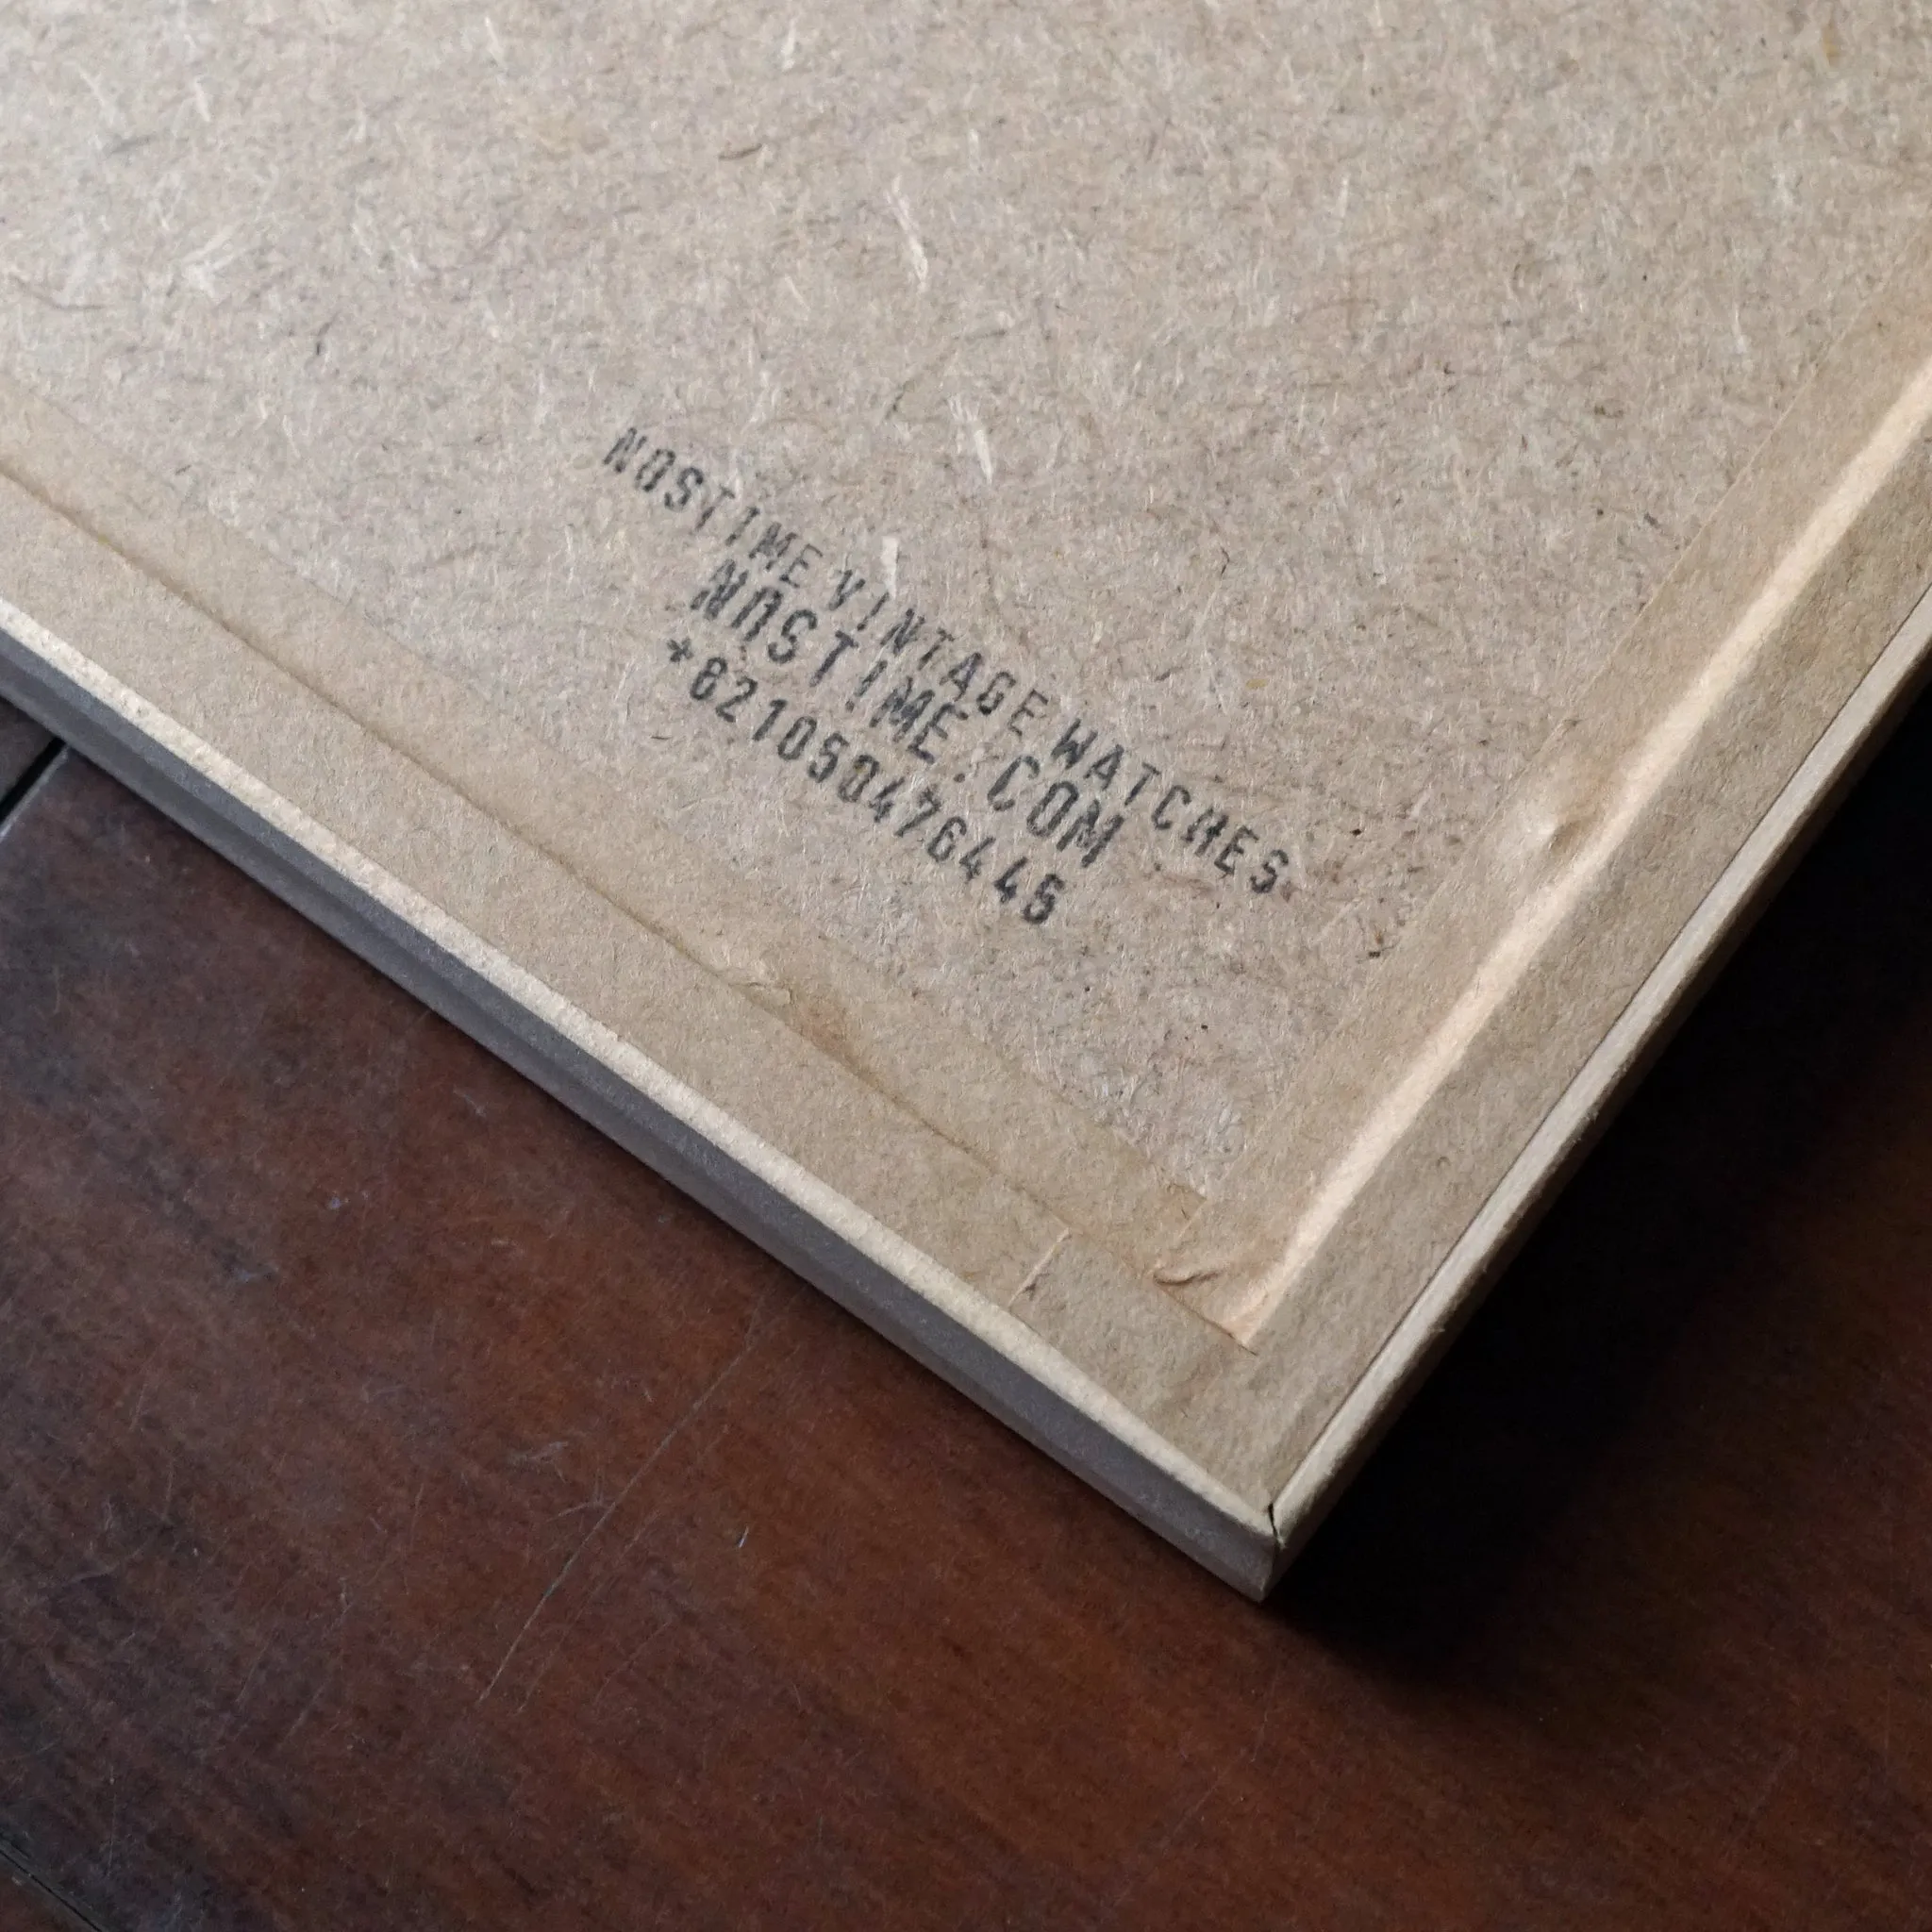 NOSTIME VINTAGE WATCHES
NOSTIME.COM
+821050476445